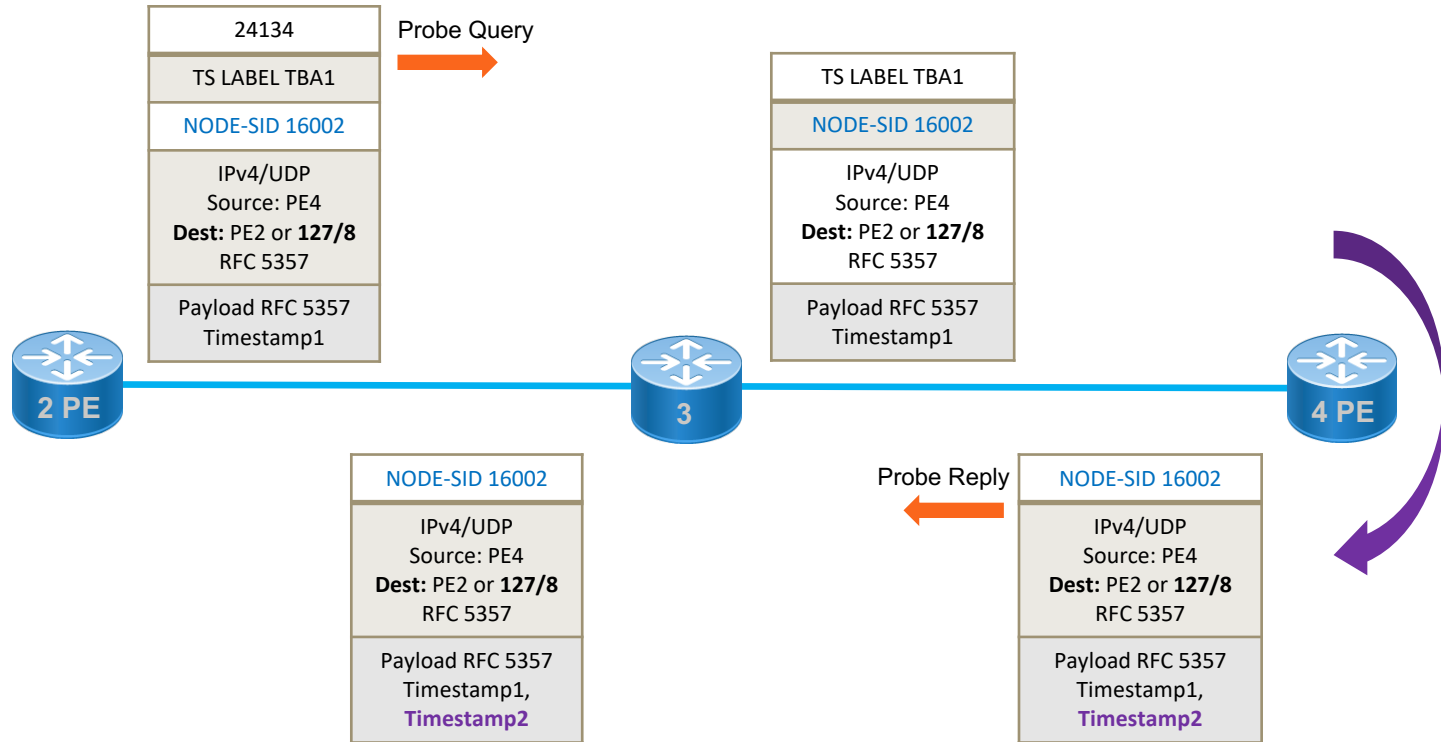 24134
TS LABEL TBA1
NODE-SID 16002
IPv4/UDP
Source: PE4
Dest: PE2 or 127/8
RFC 5357
Payload RFC 5357
Timestamp1
Probe Query
TS LABEL TBA1
NODE-SID 16002
IPv4/UDP
Source: PE4
Dest: PE2 or 127/8
RFC 5357
Payload RFC 5357
Timestamp1
2 PE
3
4 PE
NODE-SID 16002
IPv4/UDP
Source: PE4
Dest: PE2 or 127/8
RFC 5357
Payload RFC 5357
Timestamp1,
Timestamp2
Probe Reply
NODE-SID 16002
IPv4/UDP
Source: PE4
Dest: PE2 or 127/8
RFC 5357
Payload RFC 5357
Timestamp1,
Timestamp2